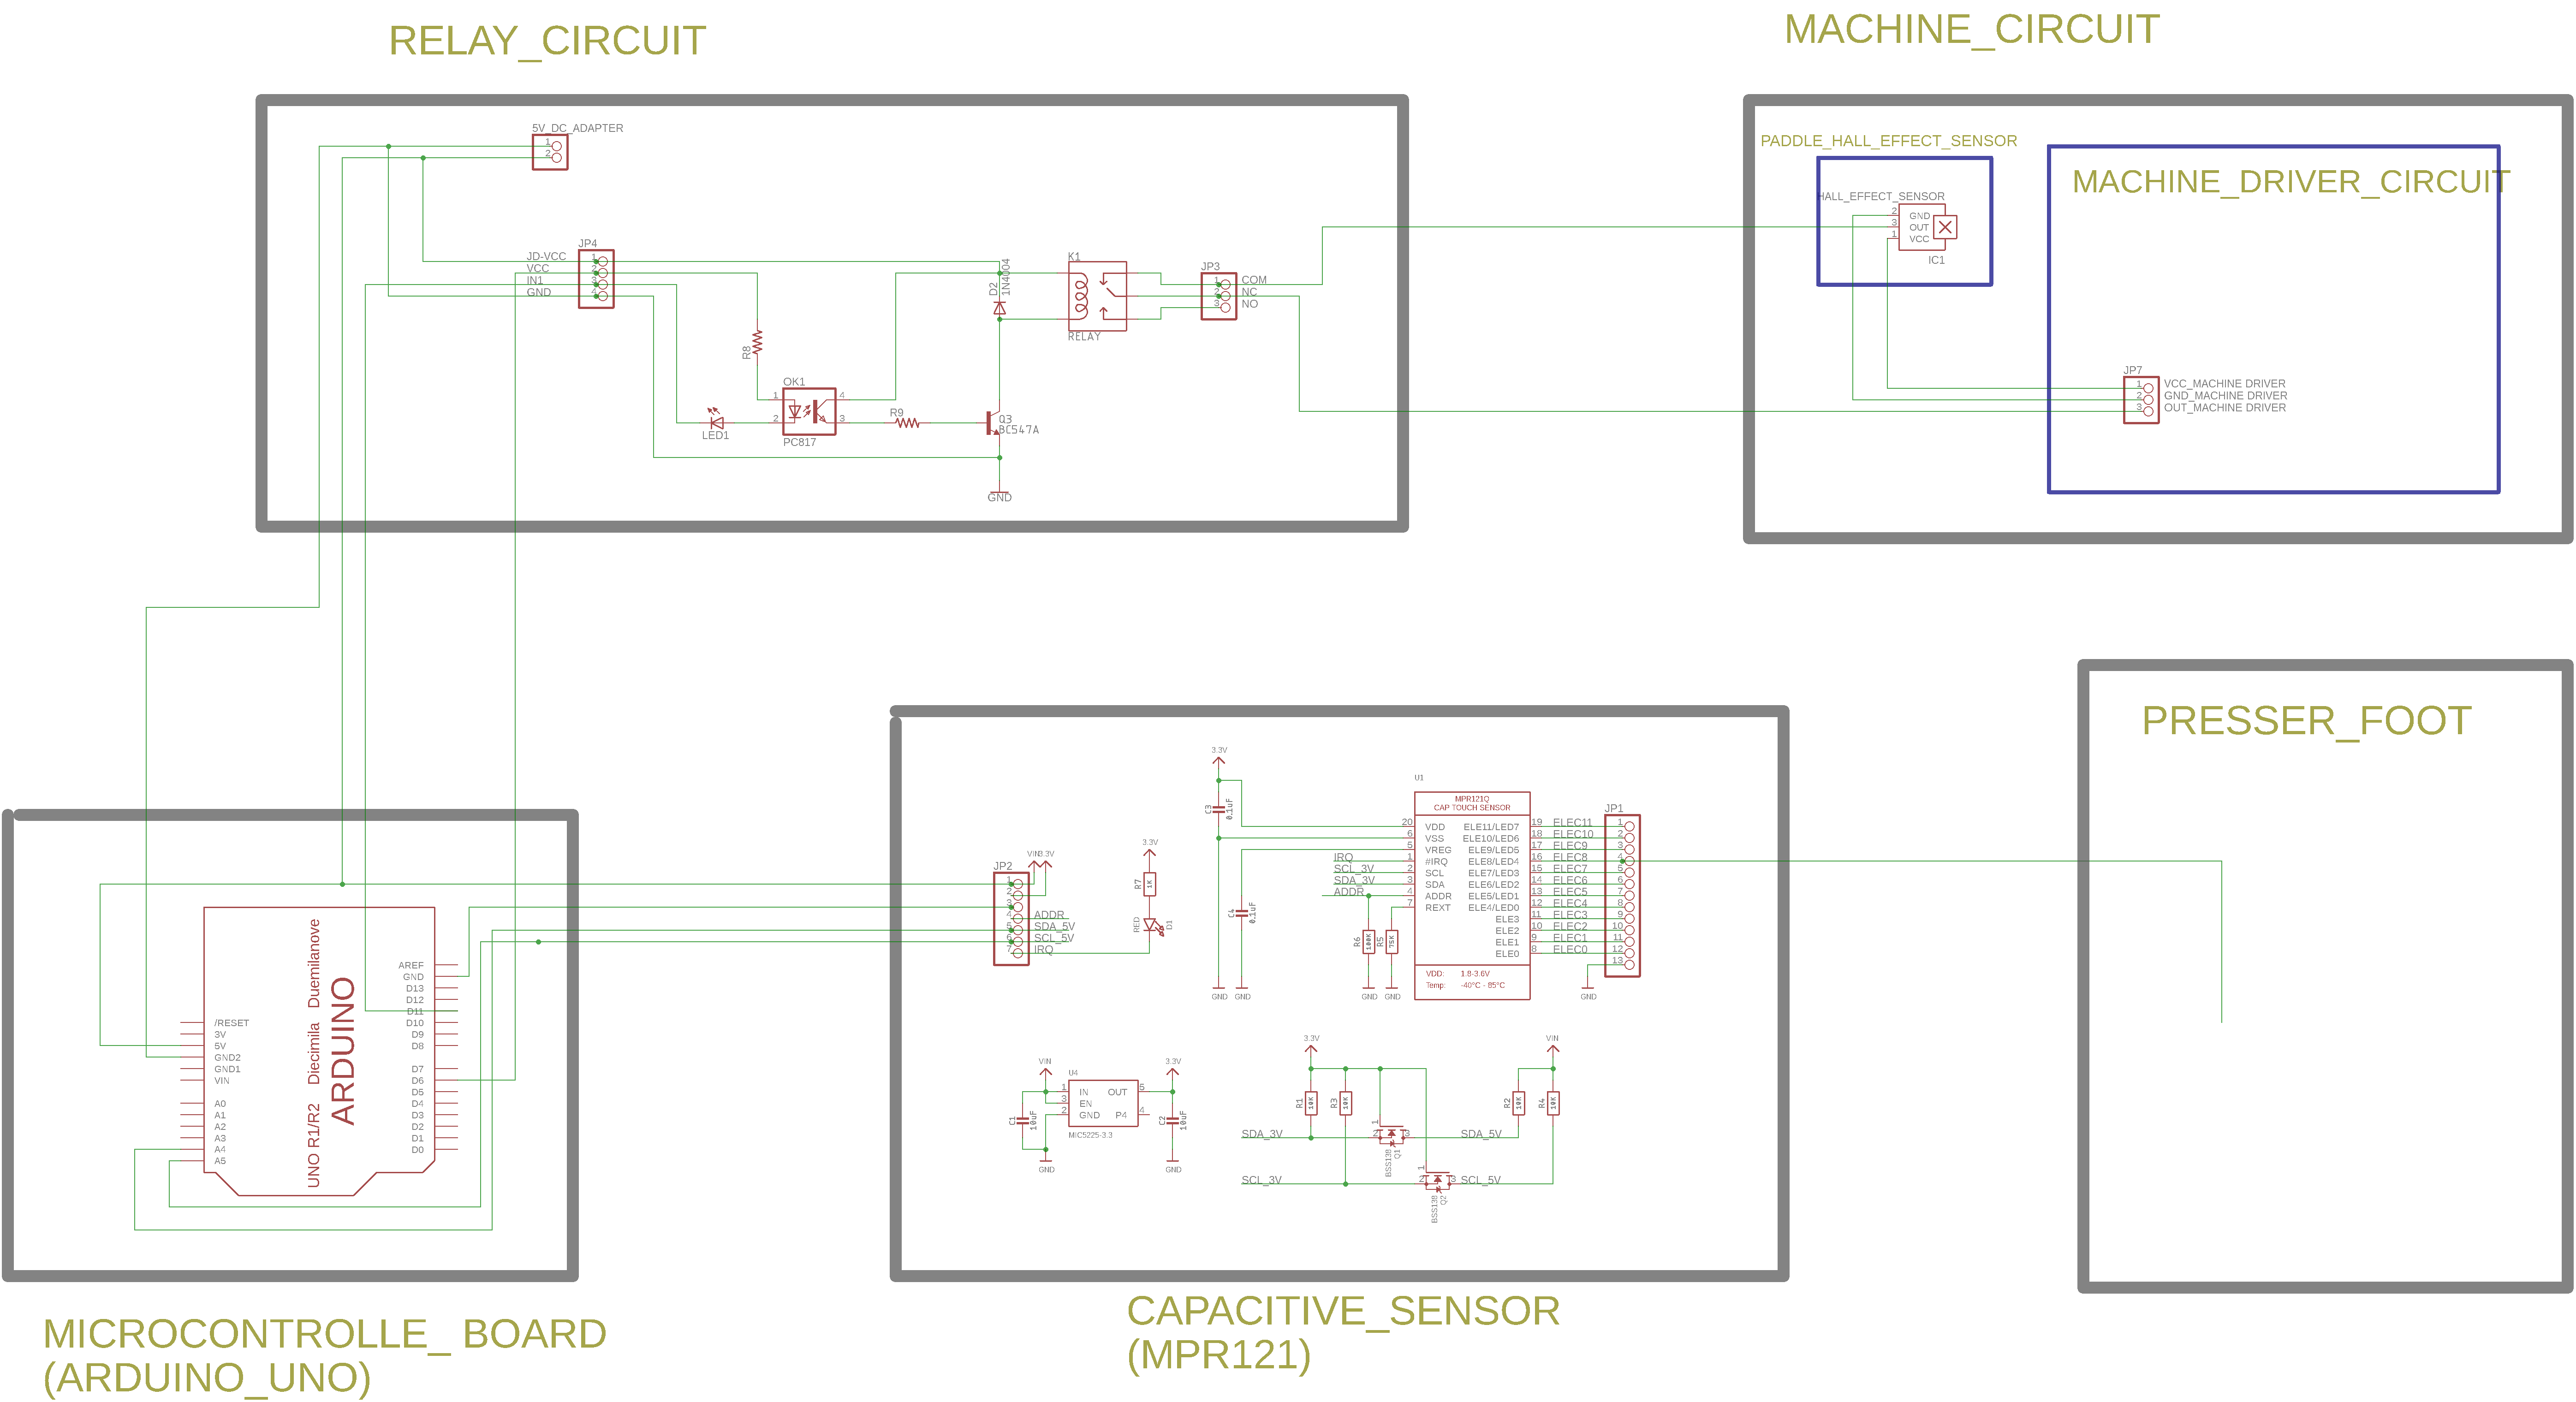 RELAY_CIRCUIT
MACHINE_CIRCUIT
5V_DC_ADAPTER
1
2
JP4
JD-VCC
VCC
IN1
GND
1
2
3
4
R8
OK1
1
2
4
3
PC817
LED1
R9
D2
1N4004
Q3
BC547A
GND
K1
RELAY
JP3
1
2
3
COM
NC
NO
PADDLE_HALL_EFFECT_SENSOR
HALL_EFFECT_SENSOR
2
3
1
GND
OUT
VCC
IC1
MACHINE_DRIVER_CIRCUIT
JP7
1 VCC_MACHINE DRIVER
2 GND_MACHINE DRIVER
3 OUT_MACHINE DRIVER
PRESSER_FOOT
UNO R1/R2 Diecimila Duemilanove
ARDUINO
/RESET
3V
5V
GND2
GND1
VIN
A0
A1
A2
A3
A4
A5
AREF
GND
D13
D12
D11
D10
D9
D8
D7
D6
D5
D4
D3
D2
D1
D0
MICROCONTROLLE_ BOARD
(ARDUINO_UNO)
JP2
VIN
3.3V
1
2
3
4
5
6
7
ADDR
SDA_5V
SCL_5V
IRQ
3.3V
R7
1K
RED
D1
3.3V
C3
0.1uF
C4
0.1uF
GND
GND
IRQ
SCL_3V
SDA_3V
ADDR
R6
100K
R5
75K
GND
GND
U1
MPR121Q
CAP TOUCH SENSOR
20 VDD ELE11/LED7 19 ELEC11
6 VSS ELE10/LED6 18 ELEC10
5 VREG ELE9/LED5 17 ELEC9
1 #IRQ ELE8/LED4 16 ELEC8
2 SCL ELE7/LED3 15 ELEC7
3 SDA ELE6/LED2 14 ELEC6
4 ADDR ELE5/LED1 13 ELEC5
7 REXT ELE4/LED0 12 ELEC4
ELE3 11 ELEC3
ELE2 10 ELEC2
ELE1 9 ELEC1
ELE0 8 ELEC0
VDD: 1.8-3.6V
Temp: -40°C - 85°C
JP1
1
2
3
4
5
6
7
8
9
10
11
12
13
GND
VIN
C1
10uF
U4
1 IN OUT 5
3 EN
2 GND P4 4
MIC5225-3.3
GND
3.3V
C2
10uF
GND
3.3V
R1
10K
R3
10K
SDA_3V
SCL_3V
1
2
3
BSS138
Q1
1
2
3
BSS138
Q2
SDA_5V
SCL_5V
VIN
R2
10K
R4
10K
CAPACITIVE_SENSOR
(MPR121)